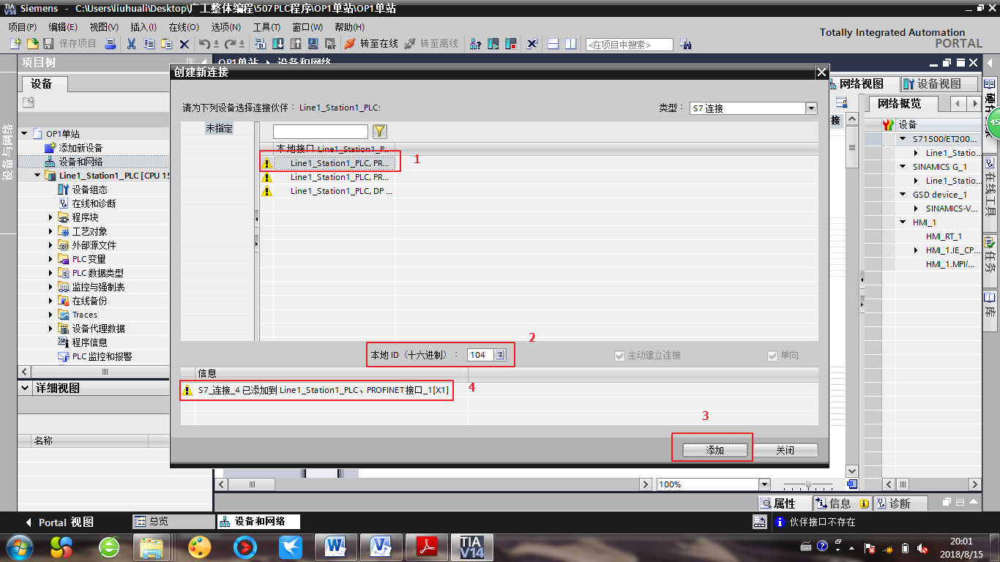 TIA V14 Siemens - C:\Users\liuhuali\Desktop\广工整体编程\507PLC程序\OP1单站\OP1单站
项目(P) 编辑(E) 视图(V) 插入(I) 在线(O) 选项(N) 工具(T) 窗口(W) 帮助(H)
Totally Integrated Automation
PORTAL
保存项目 转至在线 转至离线 <在项目中搜索>
项目树
OP1单站 设备和网络
设备
设备与网络
OP1单站
添加新设备
设备和网络
Line1_Station1_PLC [CPU 15
设备组态
在线和诊断
程序块
工艺对象
外部源文件
PLC 变量
PLC 数据类型
监控与强制表
在线备份
Traces
设备代理数据
程序信息
PLC 监控和报警
详细视图
名称
创建新连接
请为下列设备选择连接伙伴： Line1_Station1_PLC:
类型： S7 连接
未指定
本地接口 Line1_Station1_P...
Line1_Station1_PLC, PR...
1
Line1_Station1_PLC, PR...
Line1_Station1_PLC, DP ...
2
本地 ID（十六进制）： 104
主动建立连接
单向
信息
S7_连接_4 已添加到 Line1_Station1_PLC、PROFINET 接口_1[X1]
4
3
添加
关闭
网络视图 设备视图
网络概览
接
设备
S71500/ET200...
Line1_Statio...
SINAMICS G_1
Line1_Statio...
GSD device_1
SINAMICS-V...
HMI_1
HMI_RT_1
HMI_1.IE_CP...
HMI_1.MPI/...
45
在线工具
任务
库
100%
属性 信息 诊断
Portal 视图 总览 设备和网络
伙伴接口不存在
TIA V14
20:01
2018/8/15